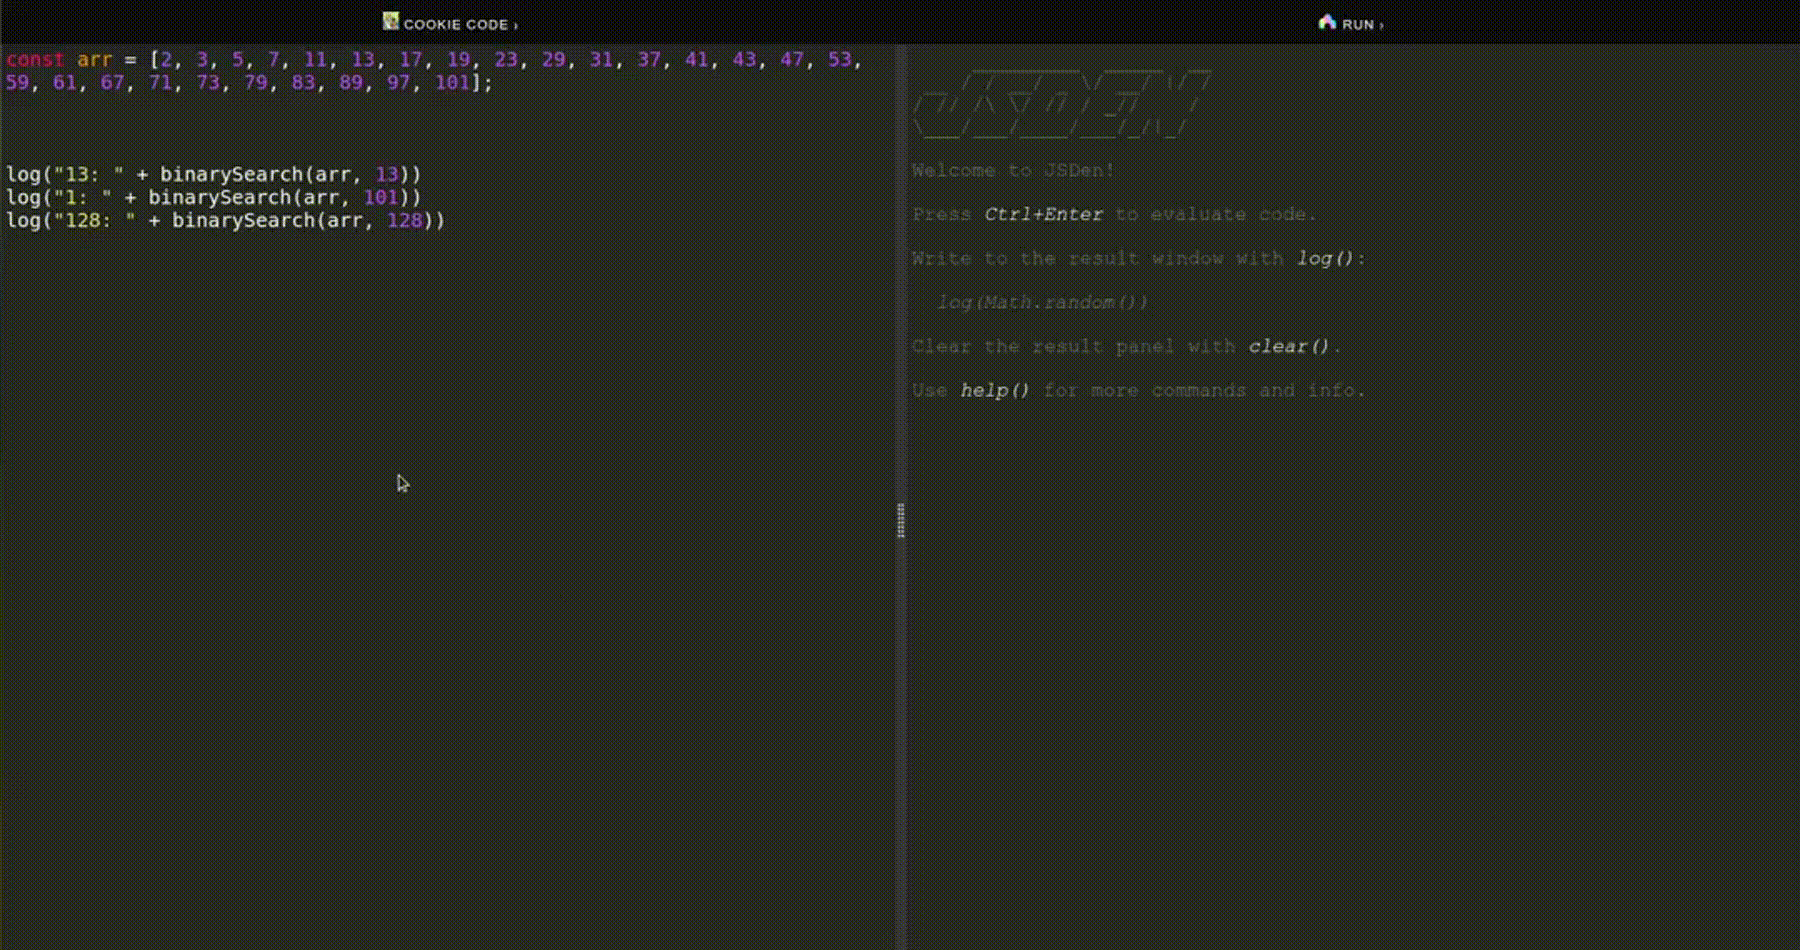 COOKIE CODE ›
RUN ›
const arr = [2, 3, 5, 7, 11, 13, 17, 19, 23, 29, 31, 37, 41, 43, 47, 53,
59, 61, 67, 71, 73, 79, 83, 89, 97, 101];
log("13: " + binarySearch(arr, 13))
log("1: " + binarySearch(arr, 101))
log("128: " + binarySearch(arr, 128))
JSDEN
Welcome to JSDen!
Press Ctrl+Enter to evaluate code.
Write to the result window with log():
log(Math.random())
Clear the result panel with clear().
Use help() for more commands and info.